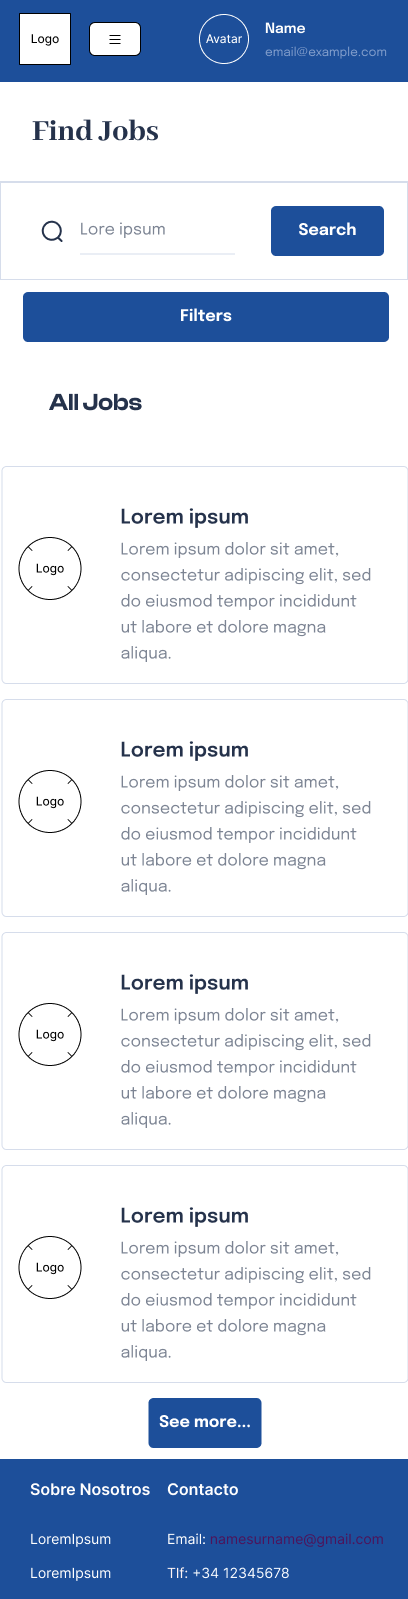 Logo
Avatar
Name
email@example.com
Find Jobs
Lore ipsum
Search
Filters
All Jobs
Logo
Lorem ipsum
Lorem ipsum dolor sit amet,
consectetur adipiscing elit, sed
do eiusmod tempor incididunt
ut labore et dolore magna
aliqua.
Logo
Lorem ipsum
Lorem ipsum dolor sit amet,
consectetur adipiscing elit, sed
do eiusmod tempor incididunt
ut labore et dolore magna
aliqua.
Logo
Lorem ipsum
Lorem ipsum dolor sit amet,
consectetur adipiscing elit, sed
do eiusmod tempor incididunt
ut labore et dolore magna
aliqua.
Logo
Lorem ipsum
Lorem ipsum dolor sit amet,
consectetur adipiscing elit, sed
do eiusmod tempor incididunt
ut labore et dolore magna
aliqua.
See more...
Sobre Nosotros
LoremIpsum
LoremIpsum
Contacto
Email: namesurname@gmail.com
Tlf: +34 12345678